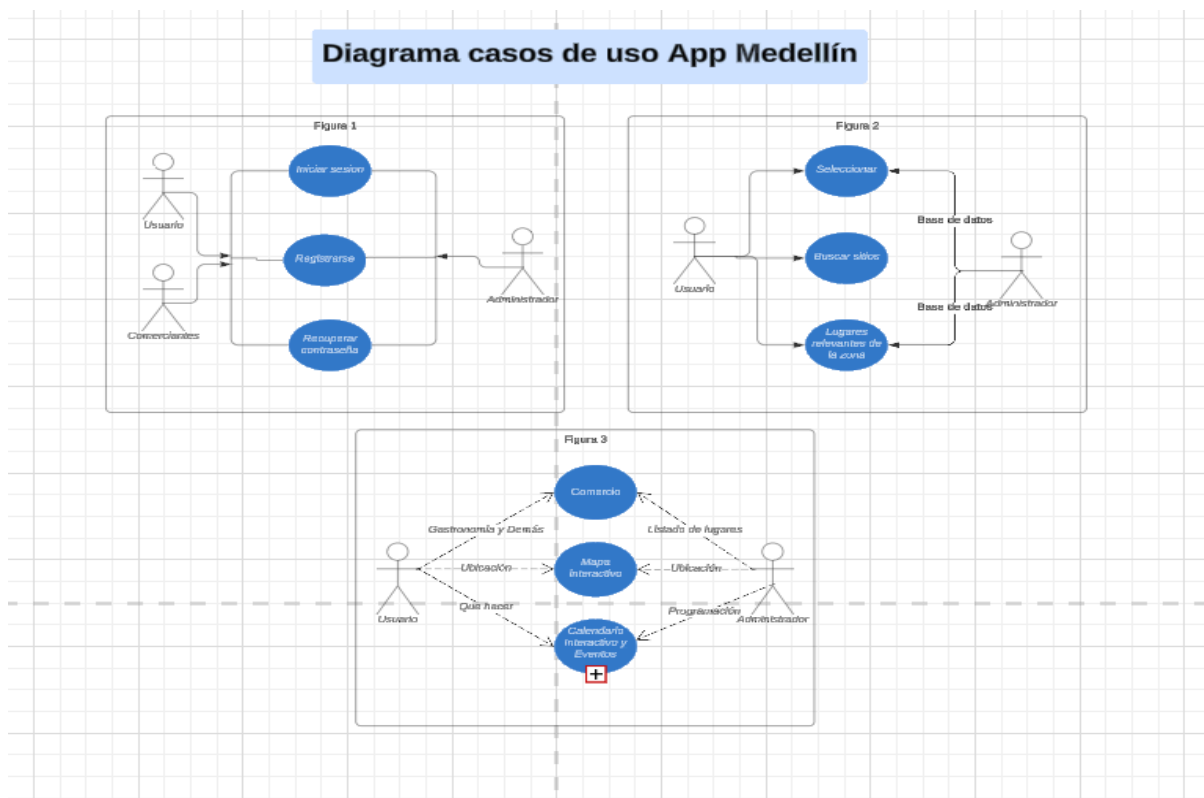 Diagrama casos de uso App Medellín
Figura 1
Iniciar sesion
Usuario
Registrarse
Comerciantes
Administrador
Recuperar
contraseña
Figura 2
Seleccionar
Base de datos
Usuario
Buscar sitios
Administrador
Base de datos
Lugares
relevantes de
la zona
Figura 3
Comercio
Gastronomía y Demás
Listado de lugares
Ubicación
Mapa
Interactivo
Ubicación
Que hacer
Programación
Usuario
Administrador
Calendario
Interactivo y
Eventos